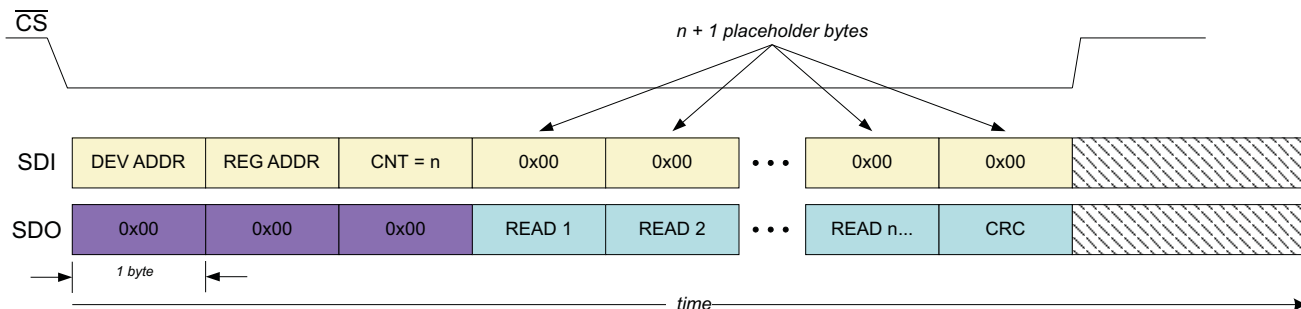 CS
n + 1 placeholder bytes
SDI DEV ADDR REG ADDR CNT = n 0x00 0x00 • • • 0x00 0x00
SDO 0x00 0x00 0x00 READ 1 READ 2 • • • READ n... CRC
1 byte
time